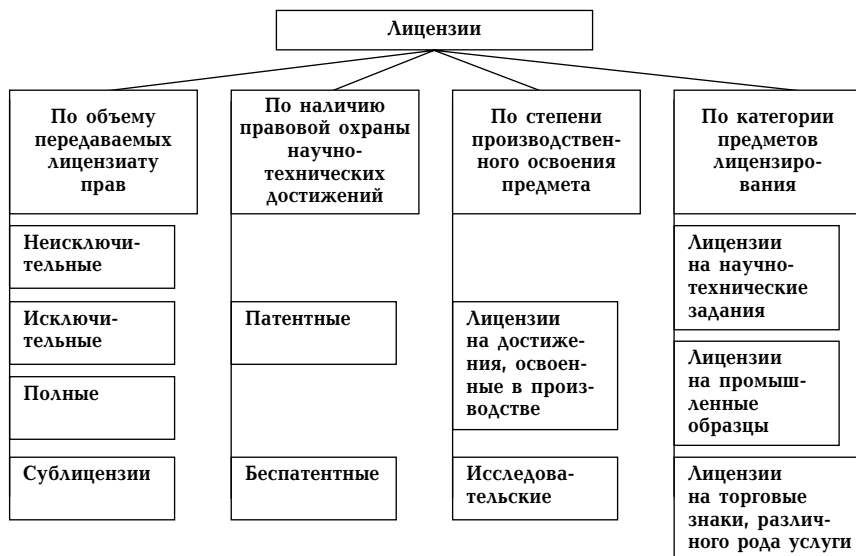 Лицензии
По объему
передаваемых
лицензиату
прав
По наличию
правовой охраны
научно-
технических
достижений
По степени
производствен-
ного освоения
предмета
По категории
предметов
лицензиро-
вания
Неисключи-
тельные
Исключи-
тельные
Полные
Сублицензии
Патентные
Беспатентные
Лицензии
на достиже-
ния, освоен-
ные в произ-
водстве
Исследова-
тельские
Лицензии
на научно-
технические
задания
Лицензии
на промыш-
ленные
образцы
Лицензии
на торговые
знаки, различ-
ного рода услуги